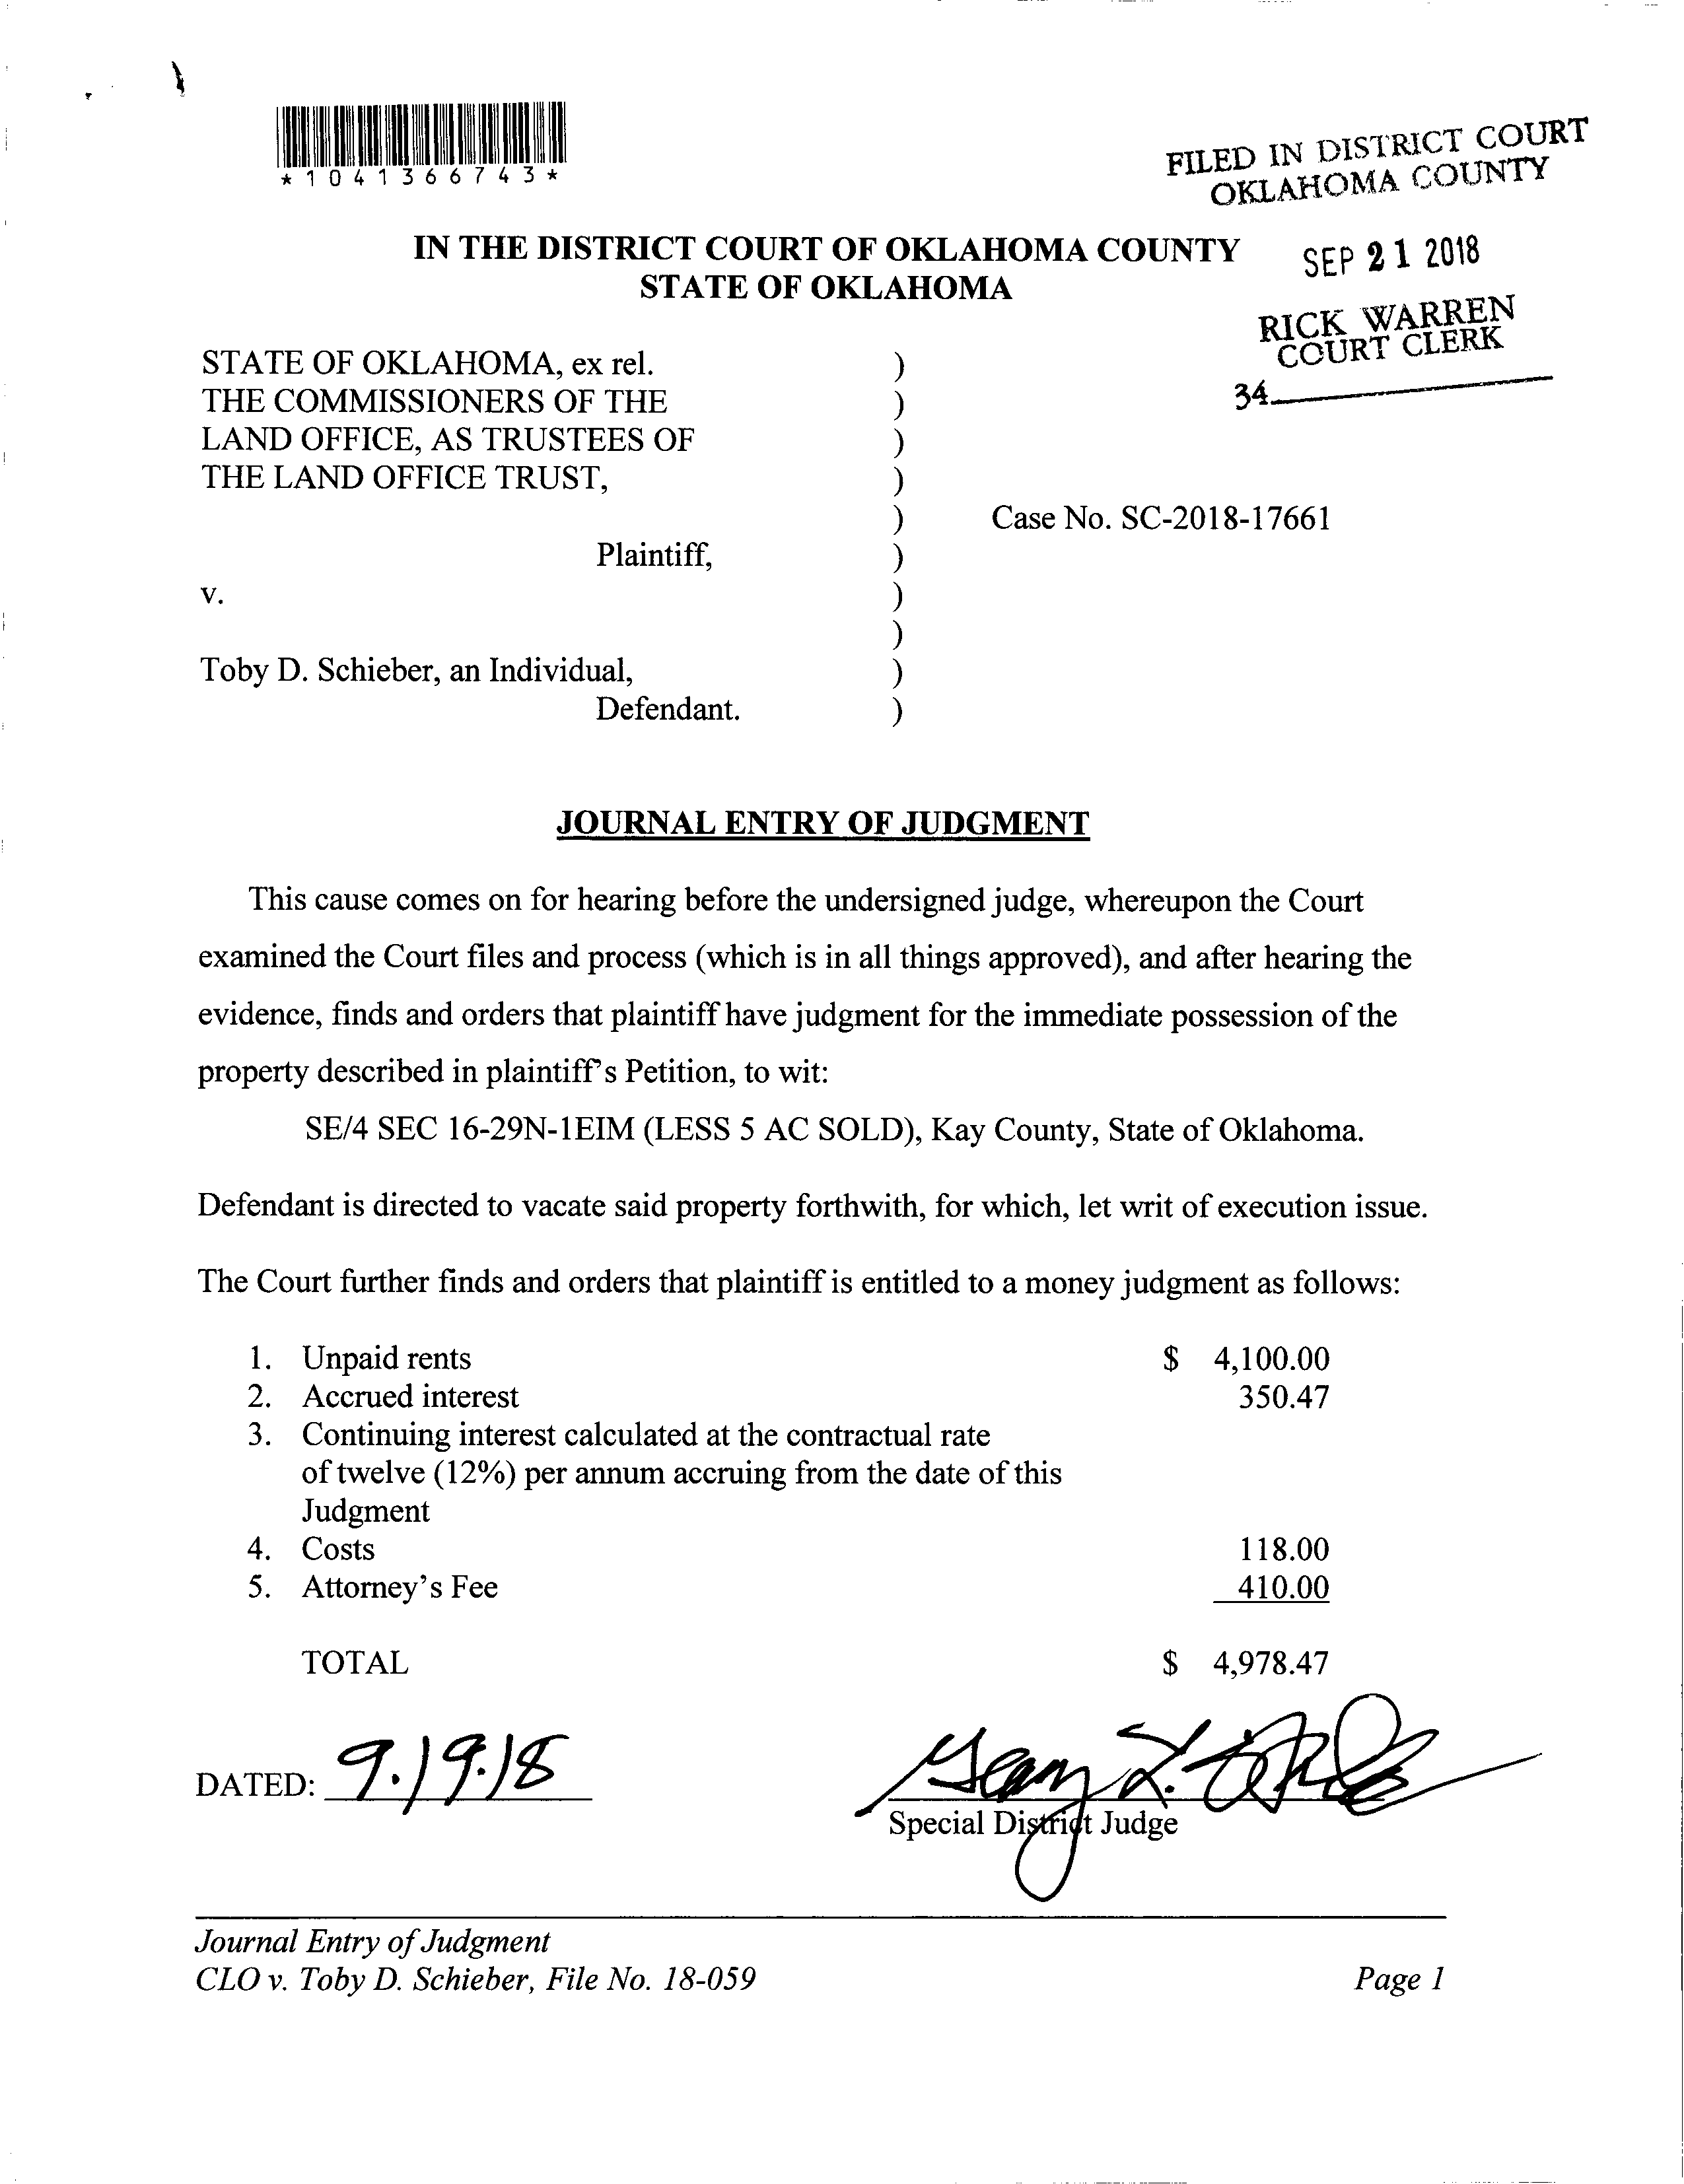 *1041366743*
FILED IN DISTRICT COURT
OKLAHOMA COUNTY
SEP 21 2018
RICK WARREN
COURT CLERK
34
IN THE DISTRICT COURT OF OKLAHOMA COUNTY
STATE OF OKLAHOMA
STATE OF OKLAHOMA, ex rel. )
THE COMMISSIONERS OF THE )
LAND OFFICE, AS TRUSTEES OF )
THE LAND OFFICE TRUST, )
) Case No. SC-2018-17661
Plaintiff, )
v. )
)
Toby D. Schieber, an Individual, )
Defendant. )
JOURNAL ENTRY OF JUDGMENT
This cause comes on for hearing before the undersigned judge, whereupon the Court
examined the Court files and process (which is in all things approved), and after hearing the
evidence, finds and orders that plaintiff have judgment for the immediate possession of the
property described in plaintiff's Petition, to wit:
SE/4 SEC 16-29N-1EIM (LESS 5 AC SOLD), Kay County, State of Oklahoma.
Defendant is directed to vacate said property forthwith, for which, let writ of execution issue.
The Court further finds and orders that plaintiff is entitled to a money judgment as follows:
1. Unpaid rents $ 4,100.00
2. Accrued interest 350.47
3. Continuing interest calculated at the contractual rate
of twelve (12%) per annum accruing from the date of this
Judgment
4. Costs 118.00
5. Attorney's Fee 410.00
TOTAL $ 4,978.47
DATED: 9.19.18
Special District Judge
Journal Entry of Judgment
CLO v. Toby D. Schieber, File No. 18-059 Page 1